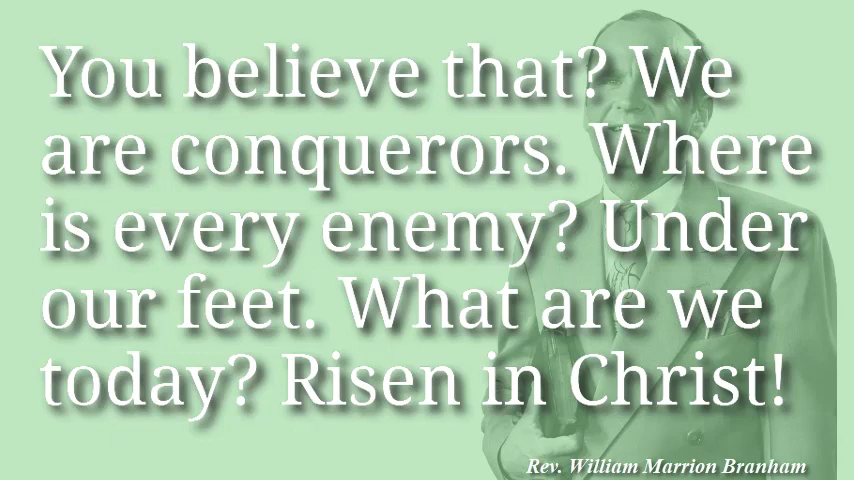 You believe that? We
are conquerors. Where
is every enemy? Under
our feet. What are we
today? Risen in Christ!
Rev. William Marrion Branham